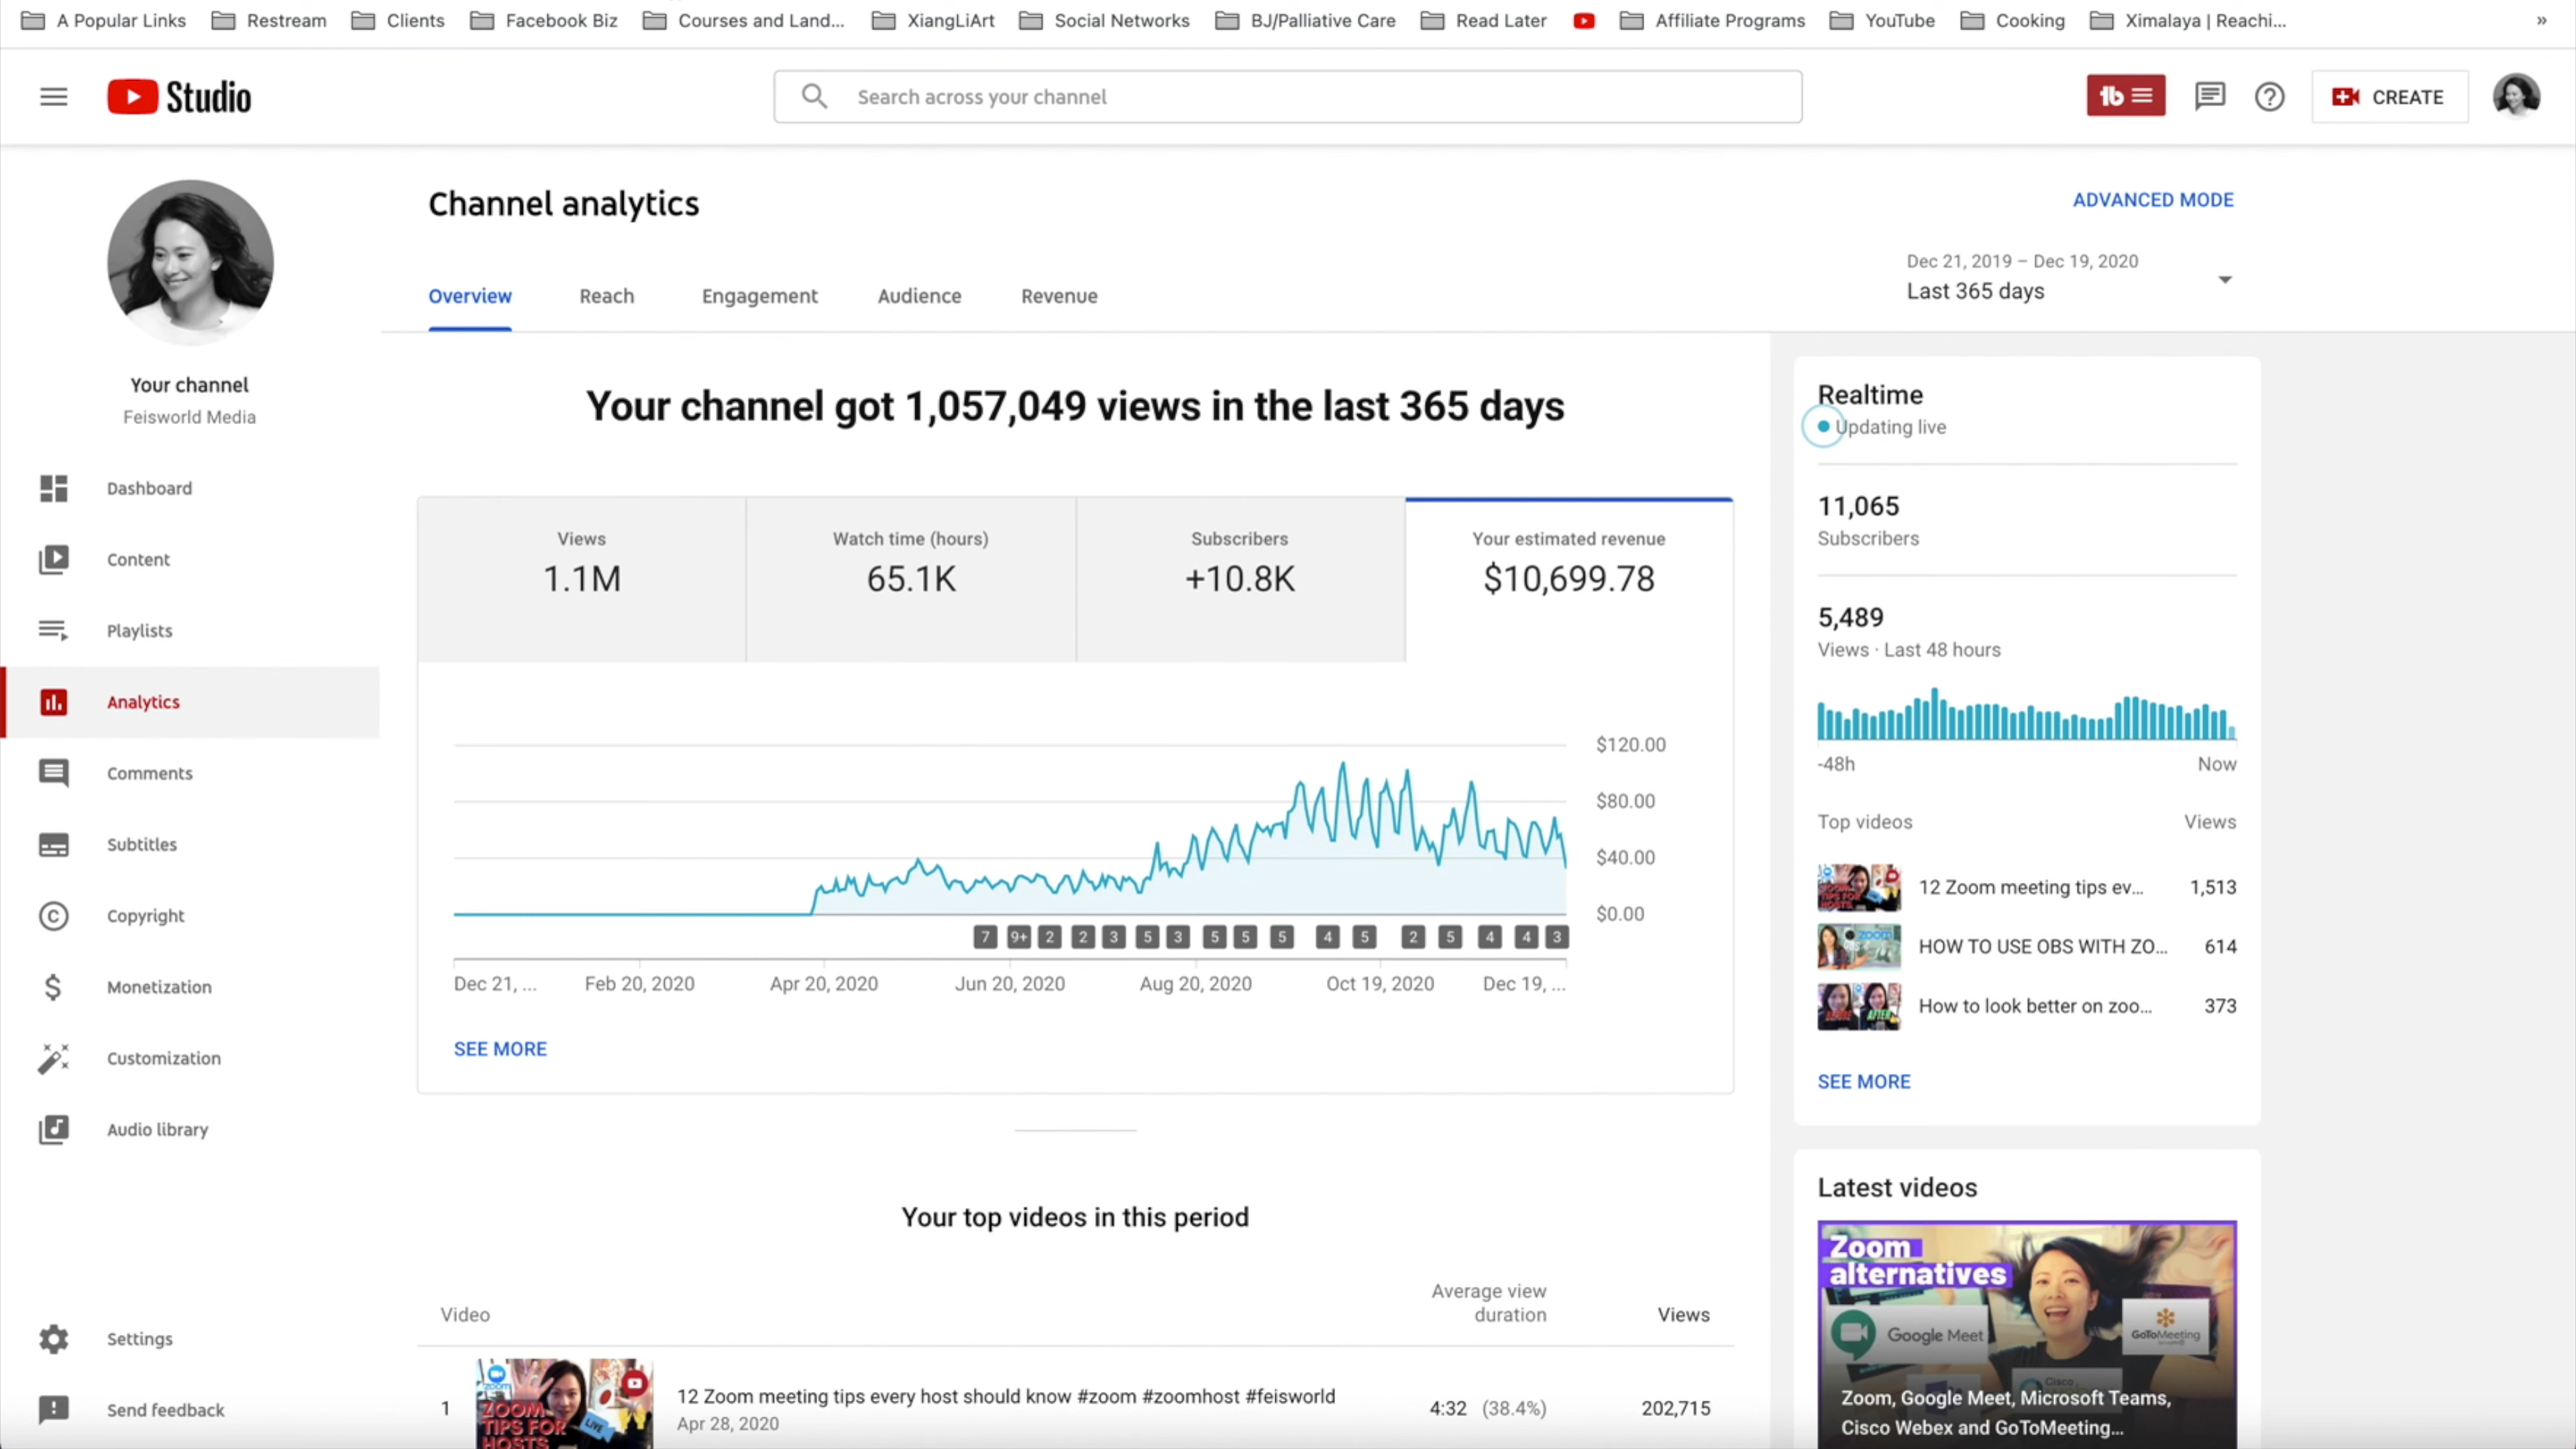 A Popular Links
Restream
Clients
Facebook Biz
Courses and Land...
XiangLiArt
Social Networks
BJ/Palliative Care
Read Later
Affiliate Programs
YouTube
Cooking
Ximalaya | Reachi...
»
Studio
Search across your channel
CREATE
Channel analytics
ADVANCED MODE
Overview
Reach
Engagement
Audience
Revenue
Dec 21, 2019 – Dec 19, 2020
Last 365 days
Your channel
Feisworld Media
Dashboard
Content
Playlists
Analytics
Comments
Subtitles
Copyright
Monetization
Customization
Audio library
Settings
Send feedback
Your channel got 1,057,049 views in the last 365 days
Views
1.1M
Watch time (hours)
65.1K
Subscribers
+10.8K
Your estimated revenue
$10,699.78
$120.00
$80.00
$40.00
$0.00
7 9+ 2 2 3 5 3 5 5 5 4 5 2 5 4 4 3
Dec 21, ... Feb 20, 2020 Apr 20, 2020 Jun 20, 2020 Aug 20, 2020 Oct 19, 2020 Dec 19, ...
SEE MORE
Your top videos in this period
Video
Average view
duration
Views
1
ZOOM
TIPS FOR
HOSTS
LIVE
12 Zoom meeting tips every host should know #zoom #zoomhost #feisworld
Apr 28, 2020
4:32 (38.4%)
202,715
Realtime
Updating live
11,065
Subscribers
5,489
Views · Last 48 hours
-48h
Now
Top videos
Views
12 Zoom meeting tips ev...
1,513
HOW TO USE OBS WITH ZO...
614
How to look better on zoo...
373
SEE MORE
Latest videos
Zoom
alternatives
Google Meet
GoToMeeting
Cisco
Zoom, Google Meet, Microsoft Teams,
Cisco Webex and GoToMeeting...